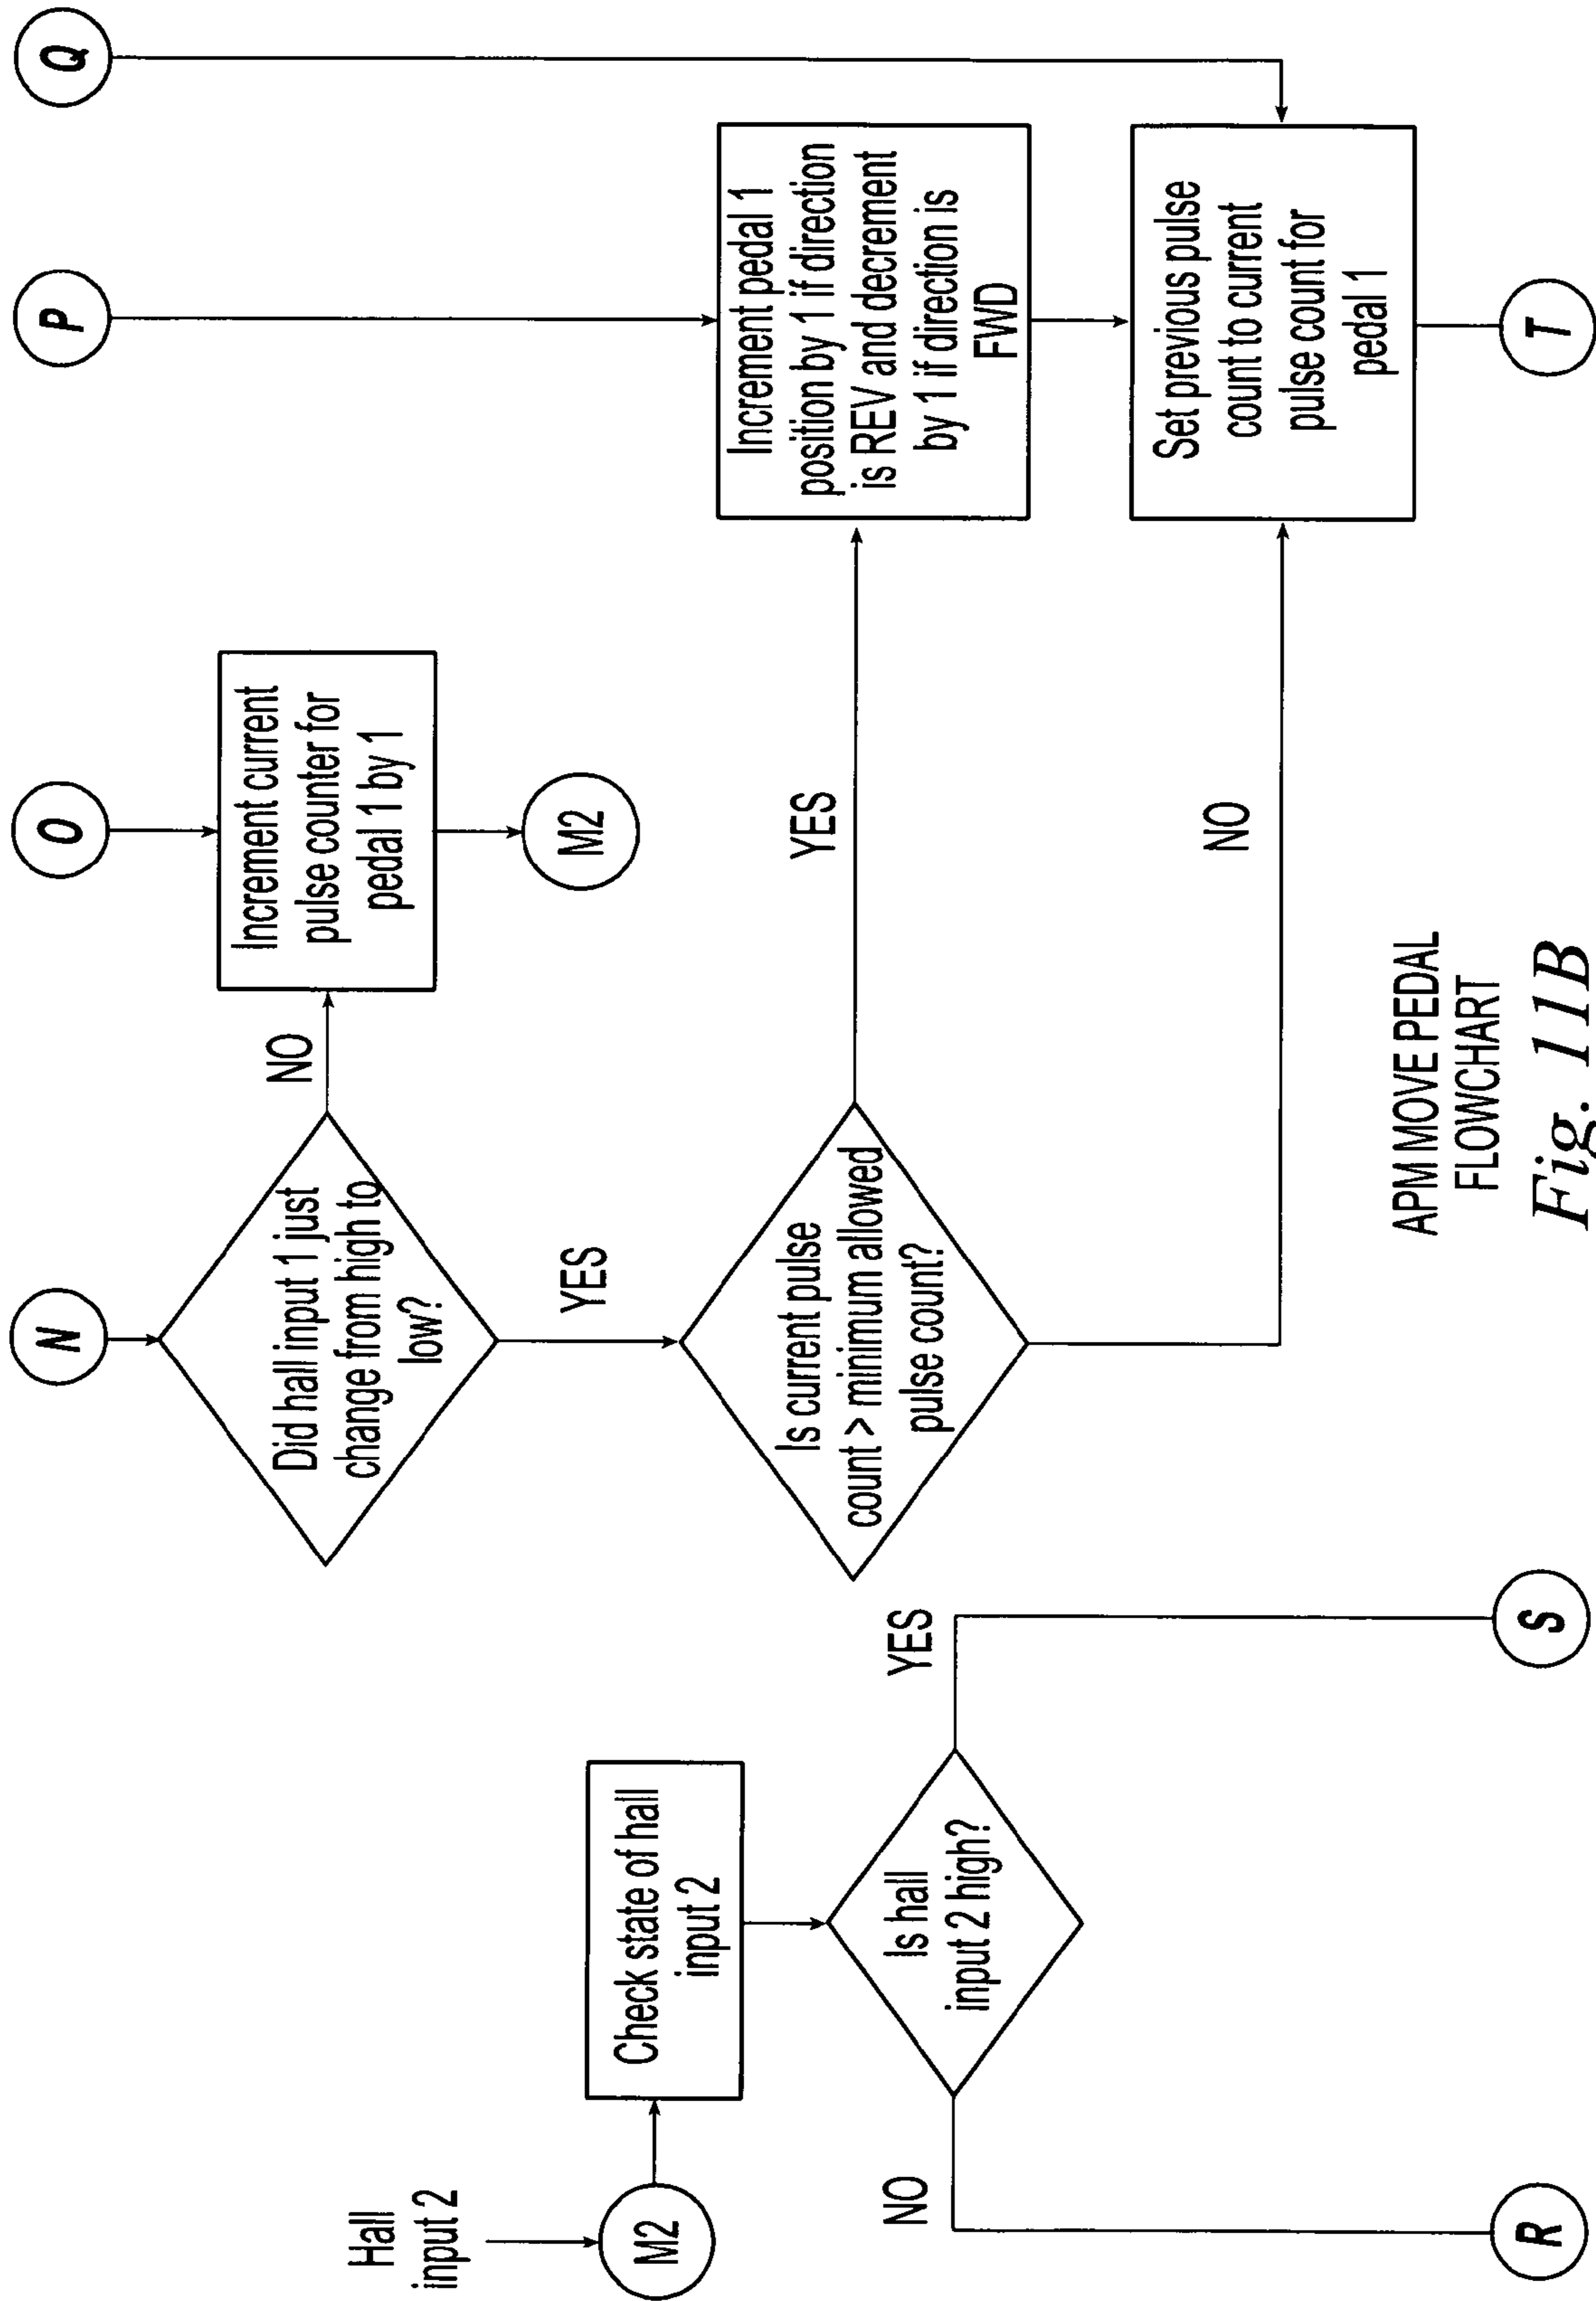 N
O
P
Q
Did hall input 1 just
change from high to
low?
NO
Increment current
pulse counter for
pedal 1 by 1
M2
YES
Is current pulse
count > minimum allowed
pulse count?
YES
Increment pedal 1
position by 1 if direction
is REV and decrement
by 1 if direction is
FWD
NO
Set previous pulse
count to current
pulse count for
pedal 1
T
Hall
input 2
M2
Check state of hall
input 2
Is hall
input 2 high?
NO
YES
R
S
APM MOVE PEDAL
FLOWCHART
Fig. 11B